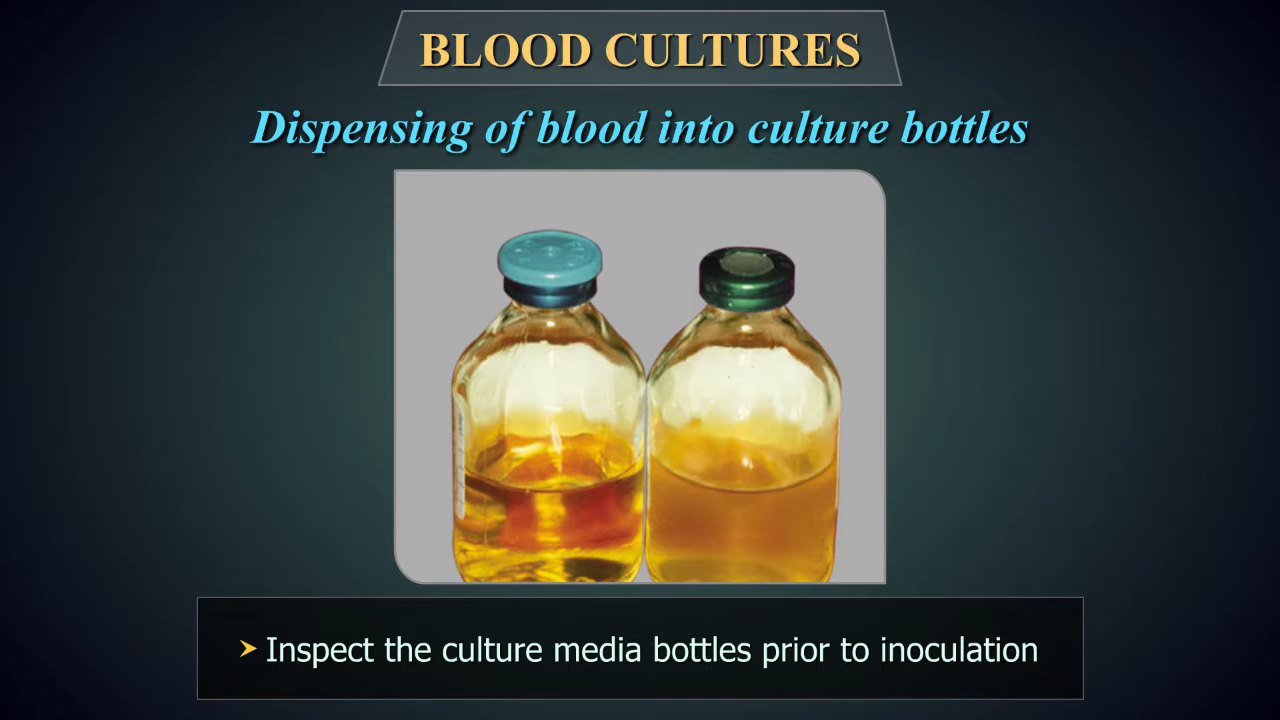 BLOOD CULTURES
Dispensing of blood into culture bottles
Inspect the culture media bottles prior to inoculation